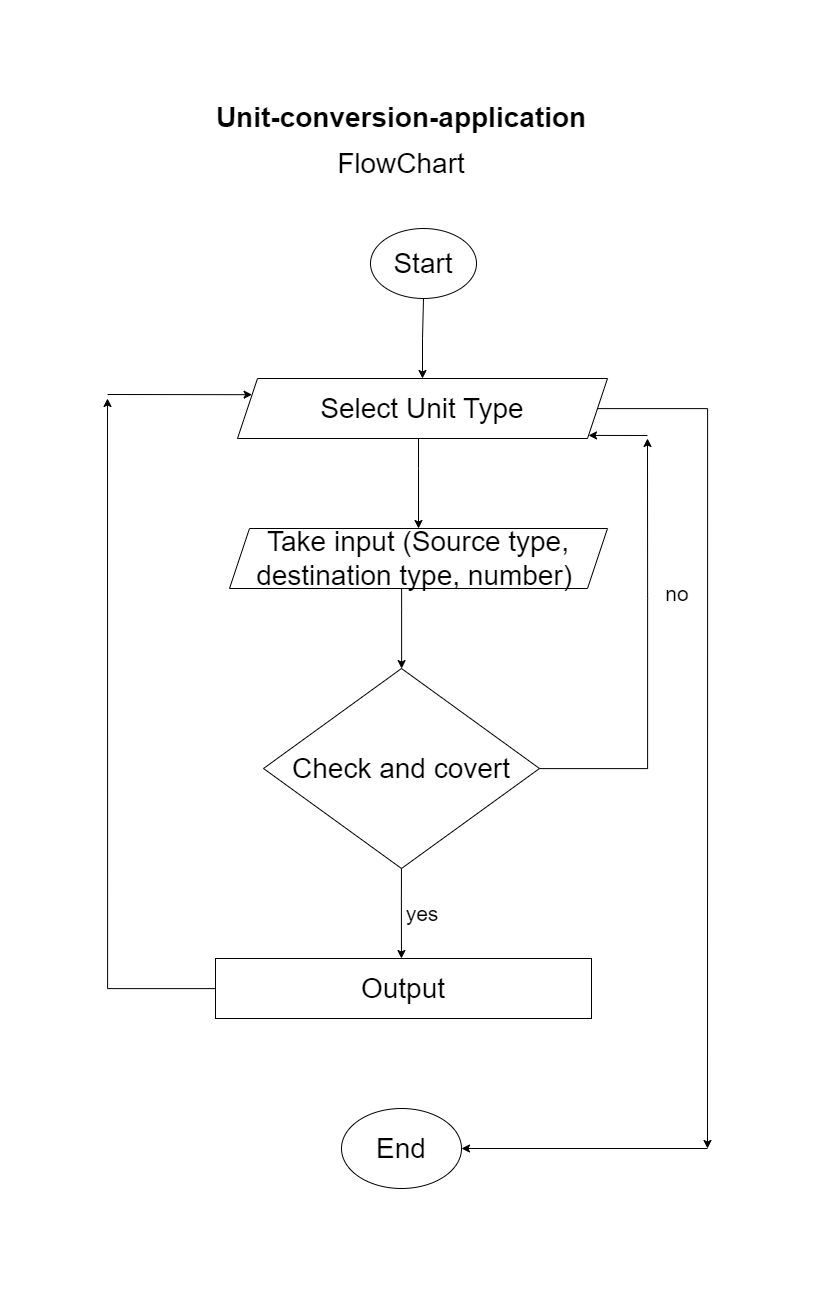 Unit-conversion-application
FlowChart
Start
Select Unit Type
Take input (Source type,
destination type, number)
no
Check and covert
yes
Output
End